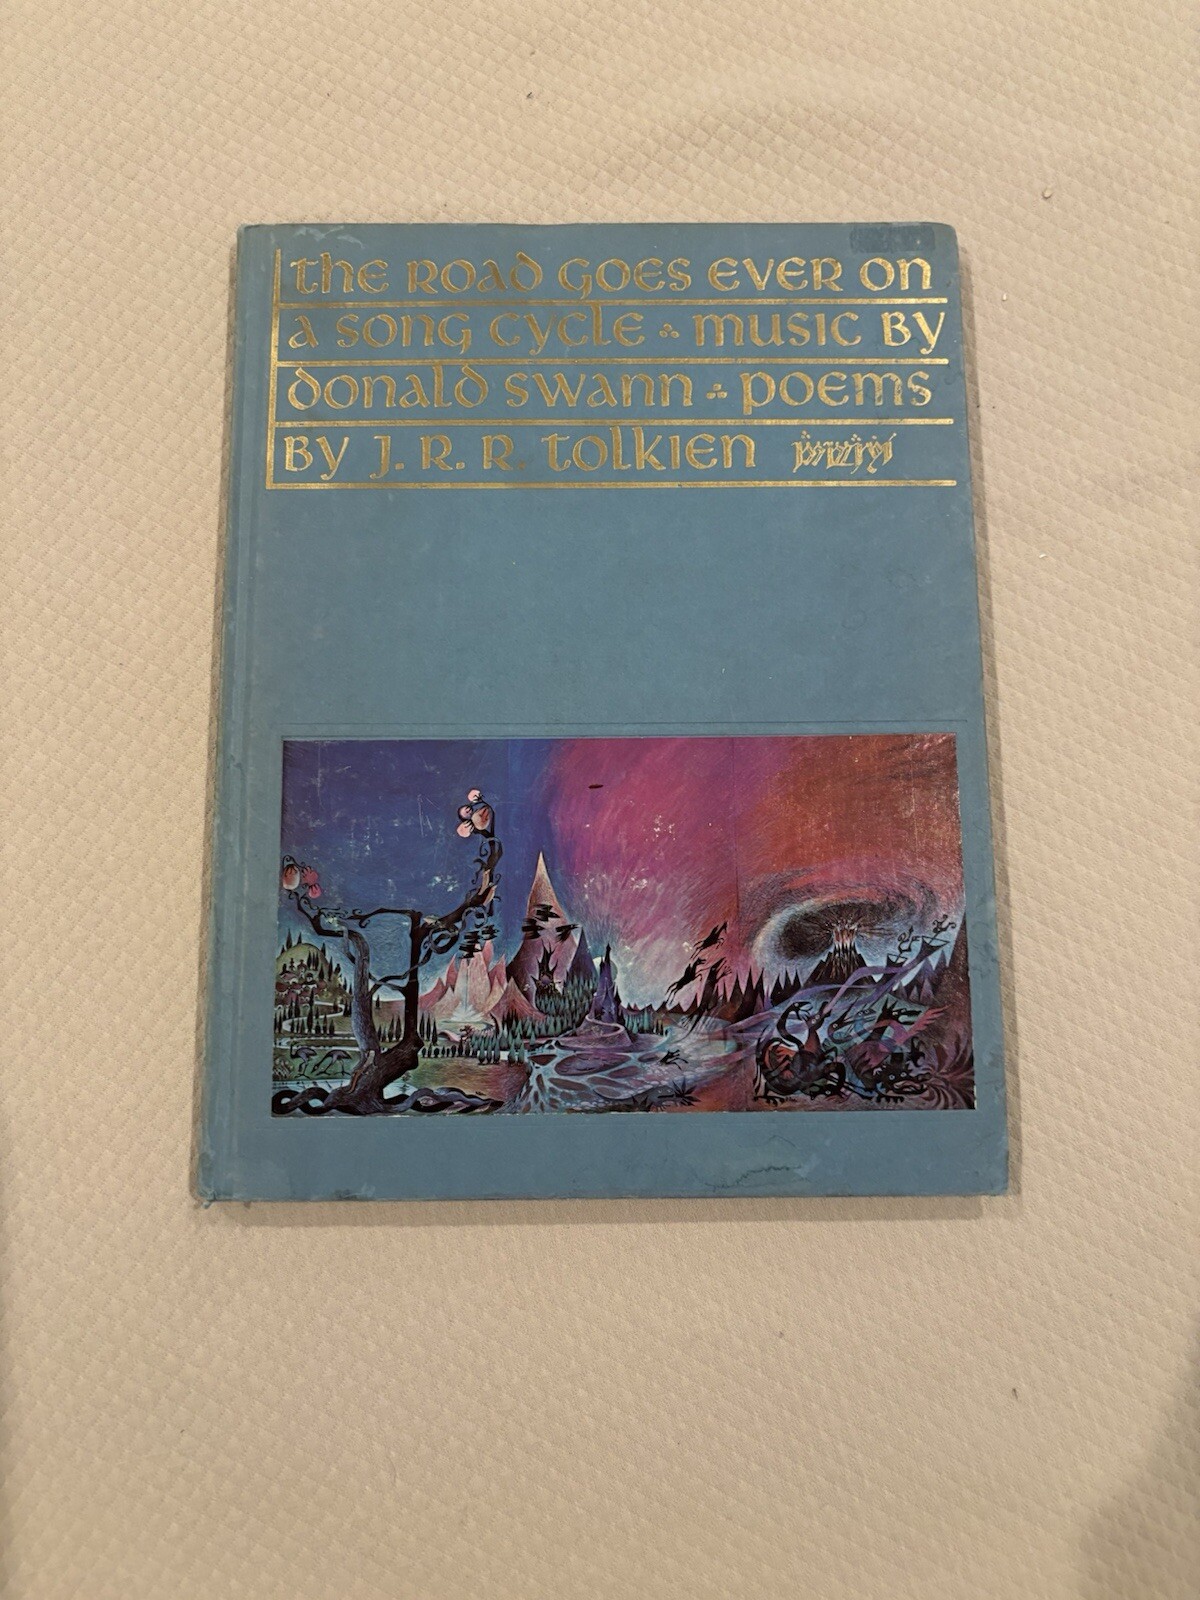 the road goes ever on
a song cycle ∴ music by
donald swann ∴ poems
by J. R. R. tolkien